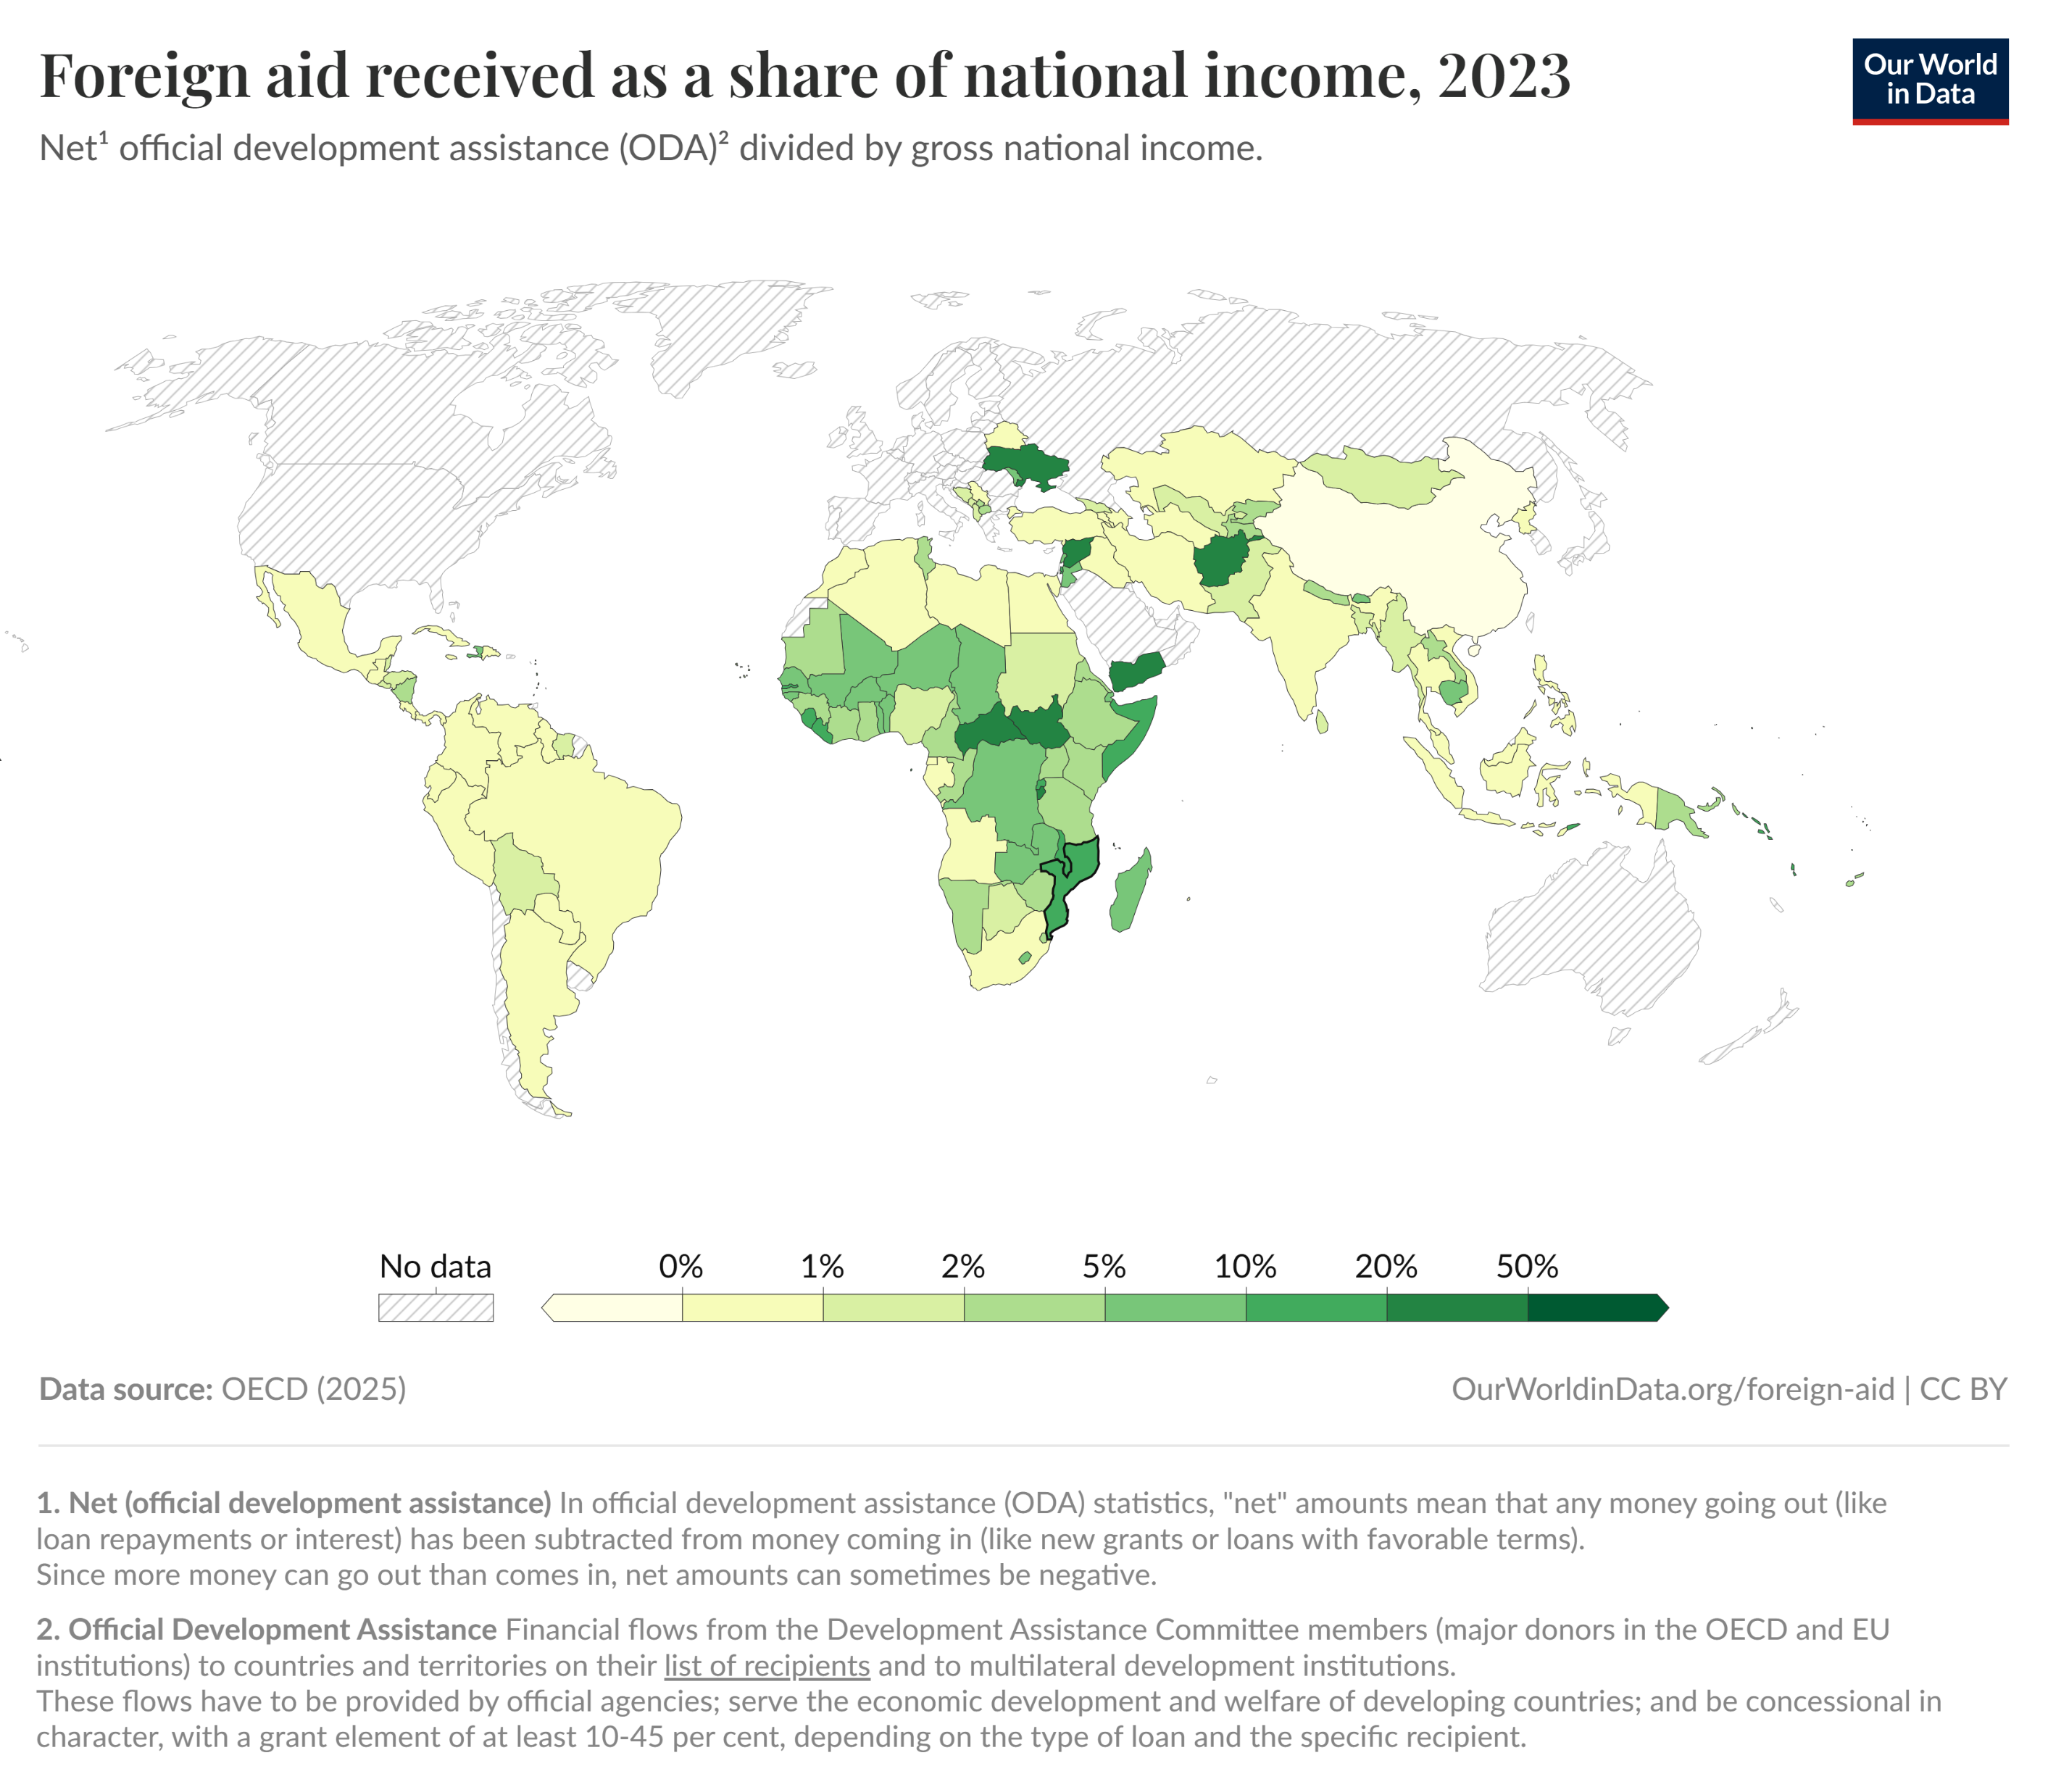 Foreign aid received as a share of national income, 2023
Our World
in Data
Net¹ official development assistance (ODA)² divided by gross national income.
No data
0%
1%
2%
5%
10%
20%
50%
Data source: OECD (2025)
OurWorldinData.org/foreign-aid | CC BY
1. Net (official development assistance) In official development assistance (ODA) statistics, "net" amounts mean that any money going out (like
loan repayments or interest) has been subtracted from money coming in (like new grants or loans with favorable terms).
Since more money can go out than comes in, net amounts can sometimes be negative.
2. Official Development Assistance Financial flows from the Development Assistance Committee members (major donors in the OECD and EU
institutions) to countries and territories on their list of recipients and to multilateral development institutions.
These flows have to be provided by official agencies; serve the economic development and welfare of developing countries; and be concessional in
character, with a grant element of at least 10-45 per cent, depending on the type of loan and the specific recipient.